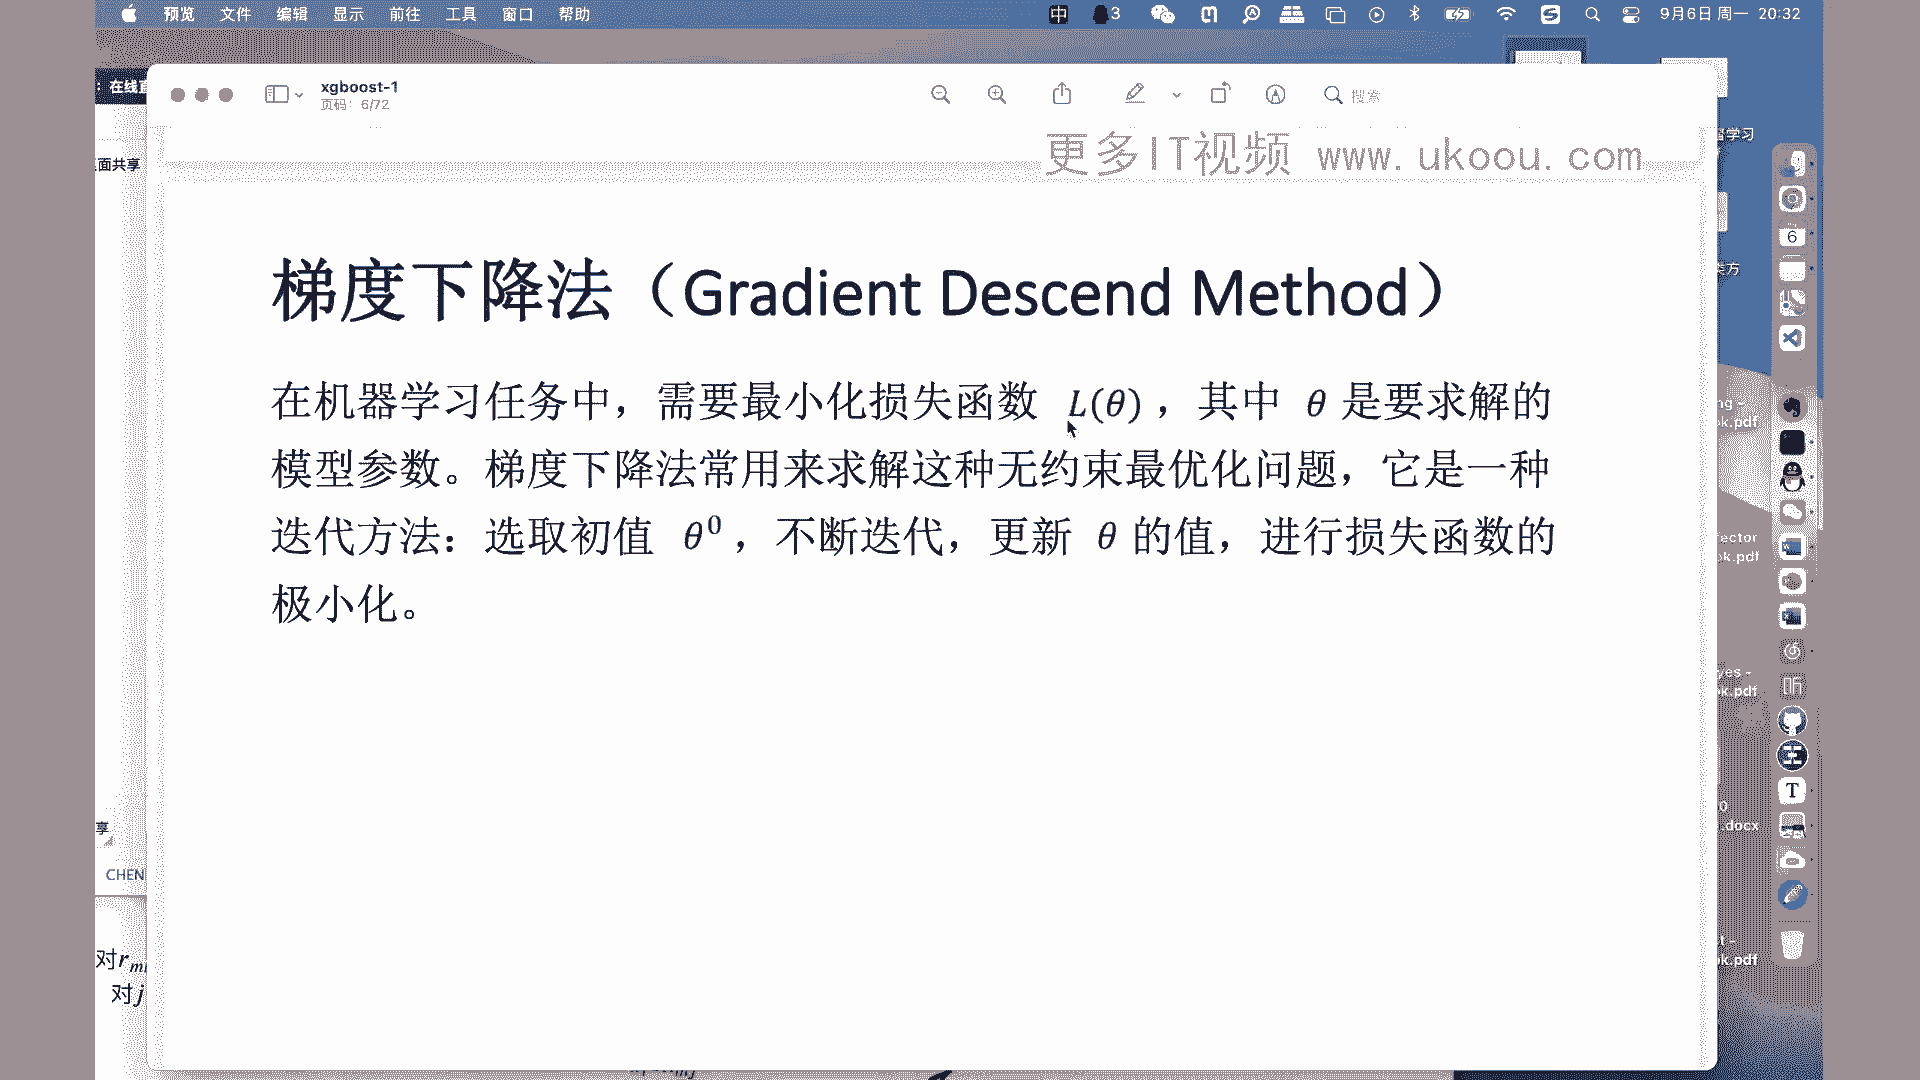 预览 文件 编辑 显示 前往 工具 窗口 帮助 中 3 9月6日 周一 20:32
: 在线
xgboost-1
页码: 6/72
搜索
更多IT视频 www.ukoou.com
学习
面共享
6
梯度下降法（Gradient Descend Method）
在机器学习任务中，需要最小化损失函数 L(θ)，其中 θ 是要求解的
模型参数。梯度下降法常用来求解这种无约束最优化问题，它是一种
迭代方法：选取初值 θ⁰，不断迭代，更新 θ 的值，进行损失函数的
极小化。
ng -
k.pdf
ector
ok.pdf
yes -
k.pdf
T
0
.docx
享
CHEN
t -
ok.pdf
对r
对j